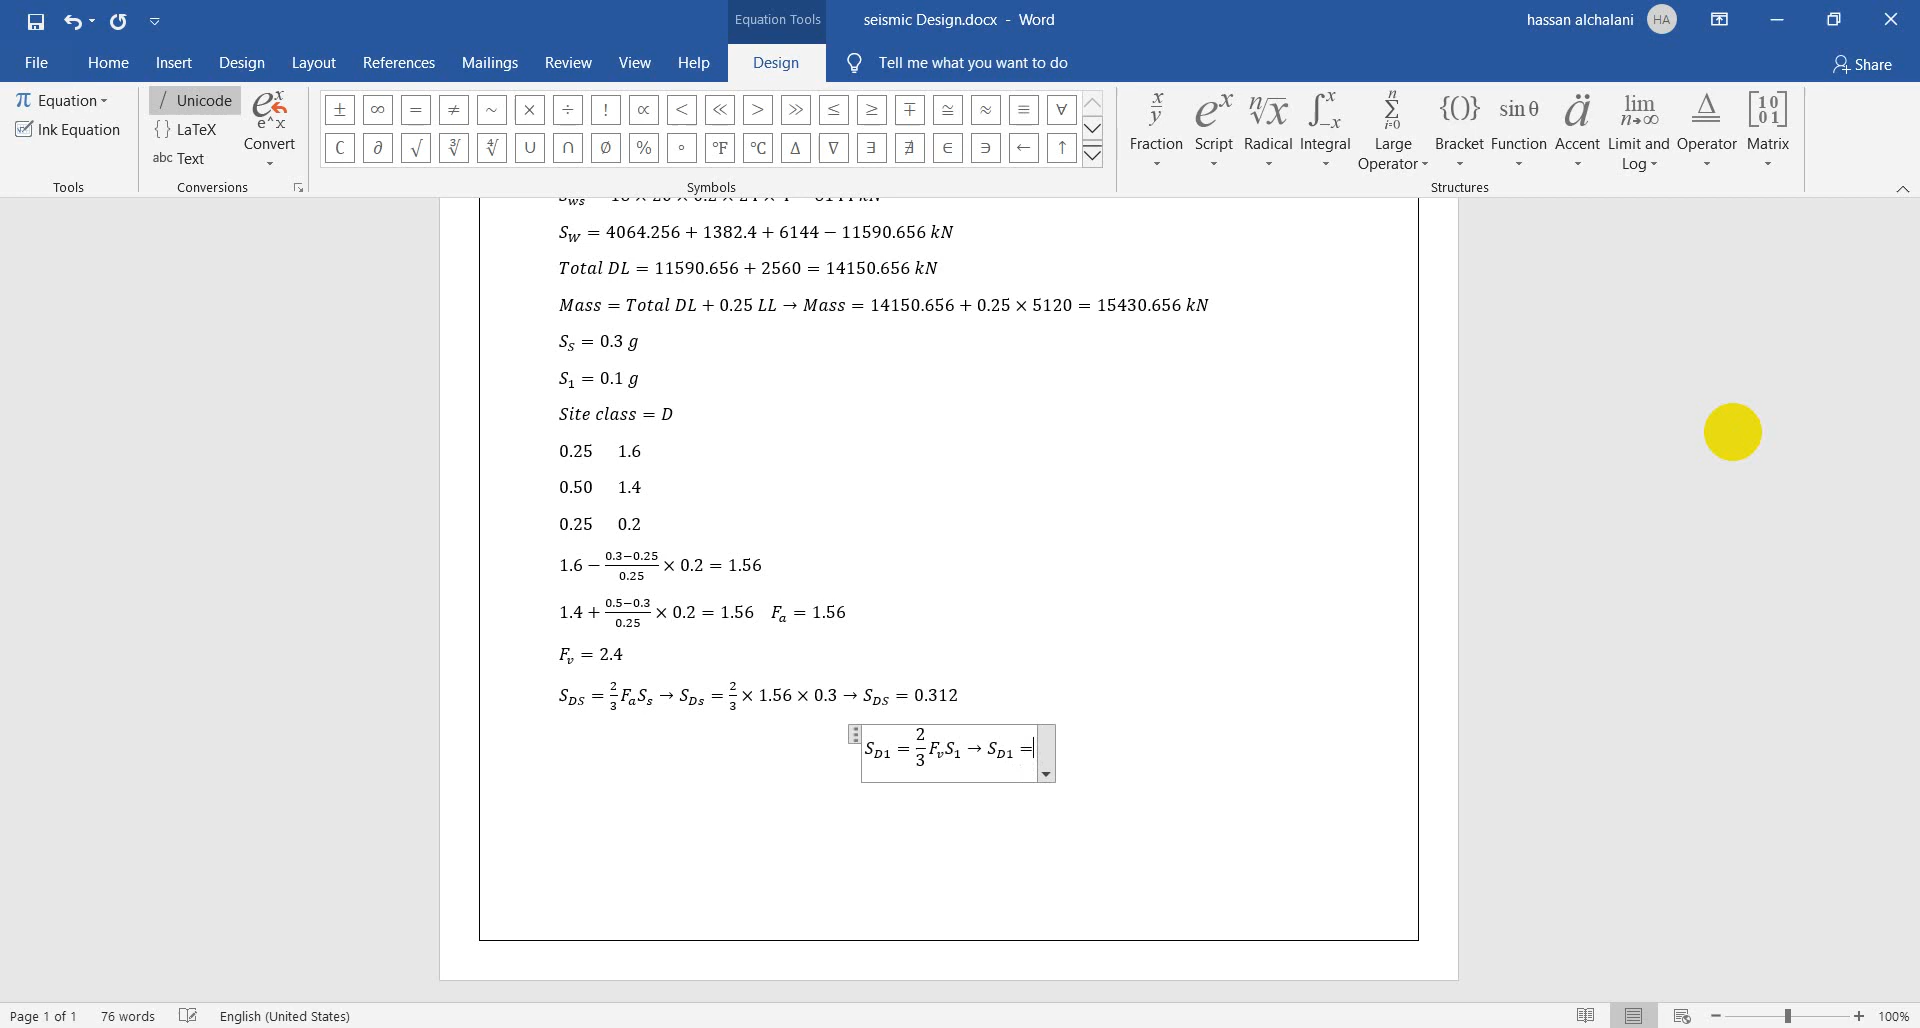 Equation Tools
seismic Design.docx - Word
hassan alchalani
HA
File Home Insert Design Layout References Mailings Review View Help Design Tell me what you want to do
Share
π Equation
Ink Equation
Tools
/ Unicode
{ } LaTeX
abc Text
e^x
Convert
Conversions
± ∞ = ≠ ~ × ÷ ! ∝ < ≪ > ≫ ≤ ≥ ∓ ≅ ≈ ≡ ∀
∁ ∂ √ ∛ ∜ ∪ ∩ ∅ % ° °F °C ∆ ∇ ∃ ∄ ∈ ∋ ← ↑
Symbols
Fraction Script Radical Integral Large Operator Bracket Function Accent Limit and Log Operator Matrix
Structures
S_W = 4064.256 + 1382.4 + 6144 − 11590.656 kN
Total DL = 11590.656 + 2560 = 14150.656 kN
Mass = Total DL + 0.25 LL → Mass = 14150.656 + 0.25 × 5120 = 15430.656 kN
S_S = 0.3 g
S_1 = 0.1 g
Site class = D
0.25 1.6
0.50 1.4
0.25 0.2
1.6 − (0.3−0.25)/0.25 × 0.2 = 1.56
1.4 + (0.5−0.3)/0.25 × 0.2 = 1.56 F_a = 1.56
F_v = 2.4
S_DS = 2/3 F_a S_s → S_Ds = 2/3 × 1.56 × 0.3 → S_DS = 0.312
S_D1 = 2/3 F_v S_1 → S_D1 =
Page 1 of 1 76 words English (United States)
100%